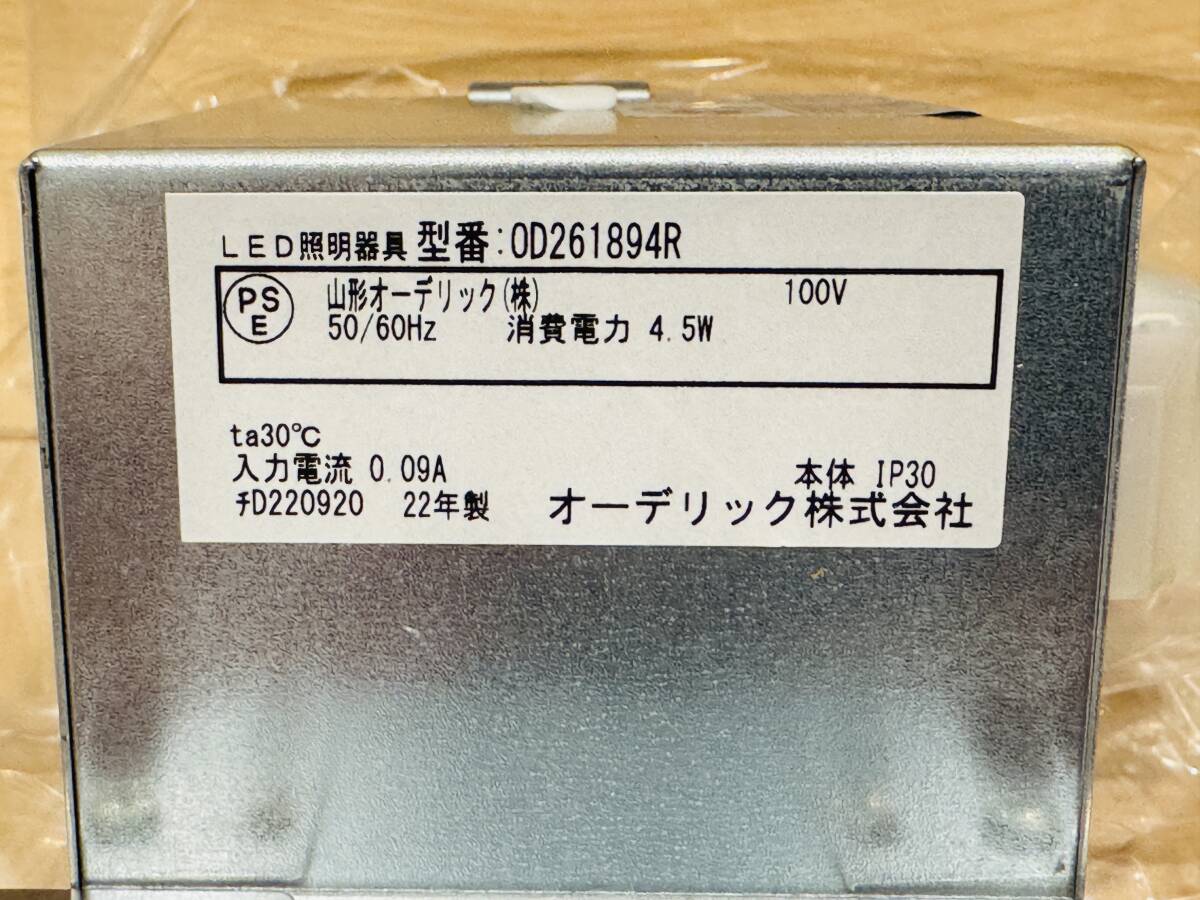 LED照明器具 型番:OD261894R
PSE 山形オーデリック(株) 100V
50/60Hz 消費電力 4.5W
ta30℃
入力電流 0.09A 本体 IP30
チD220920 22年製 オーデリック株式会社